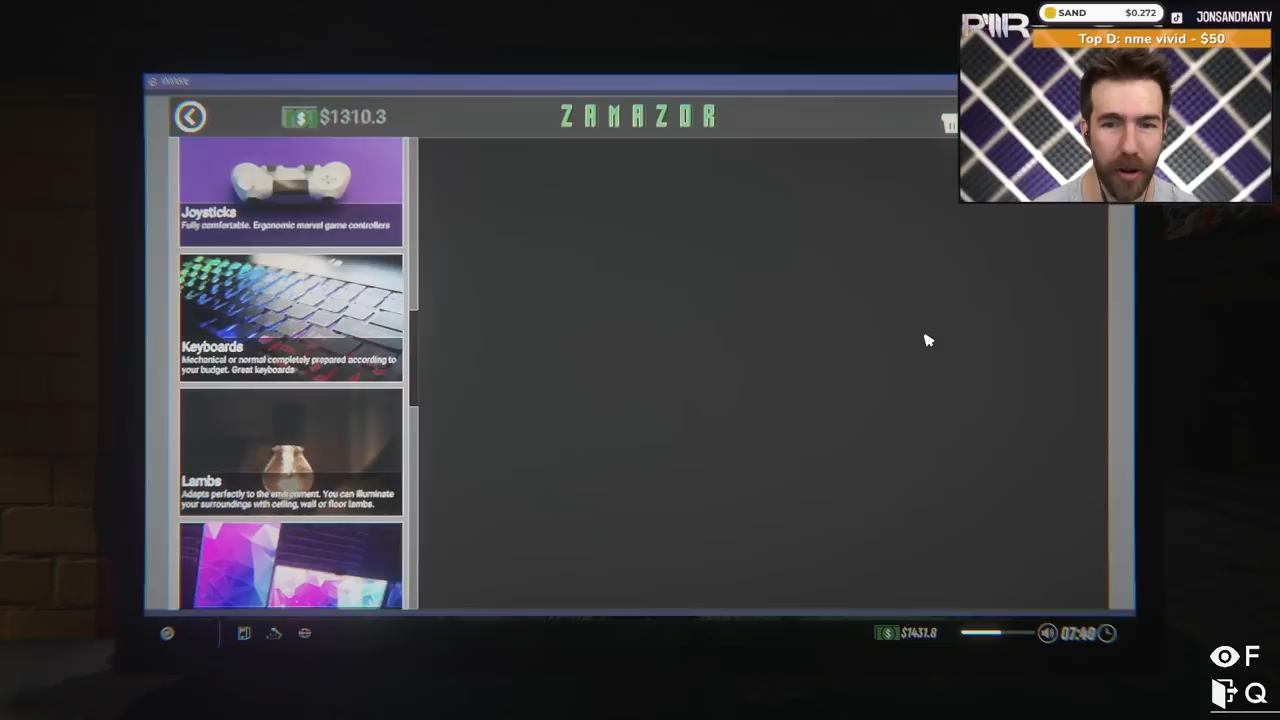 SAND $0.272
JONSANDMANTV
Top D: nme vivid - $50
$1310.3
ZAMAZOR
Joysticks
Fully comfortable. Ergonomic marvel game controllers
Keyboards
Mechanical or normal completely prepared according to
your budget. Great keyboards
Lambs
Adapts perfectly to the environment. You can illuminate
your surroundings with ceiling, wall or floor lambs.
$1431.8
07:40
F
Q